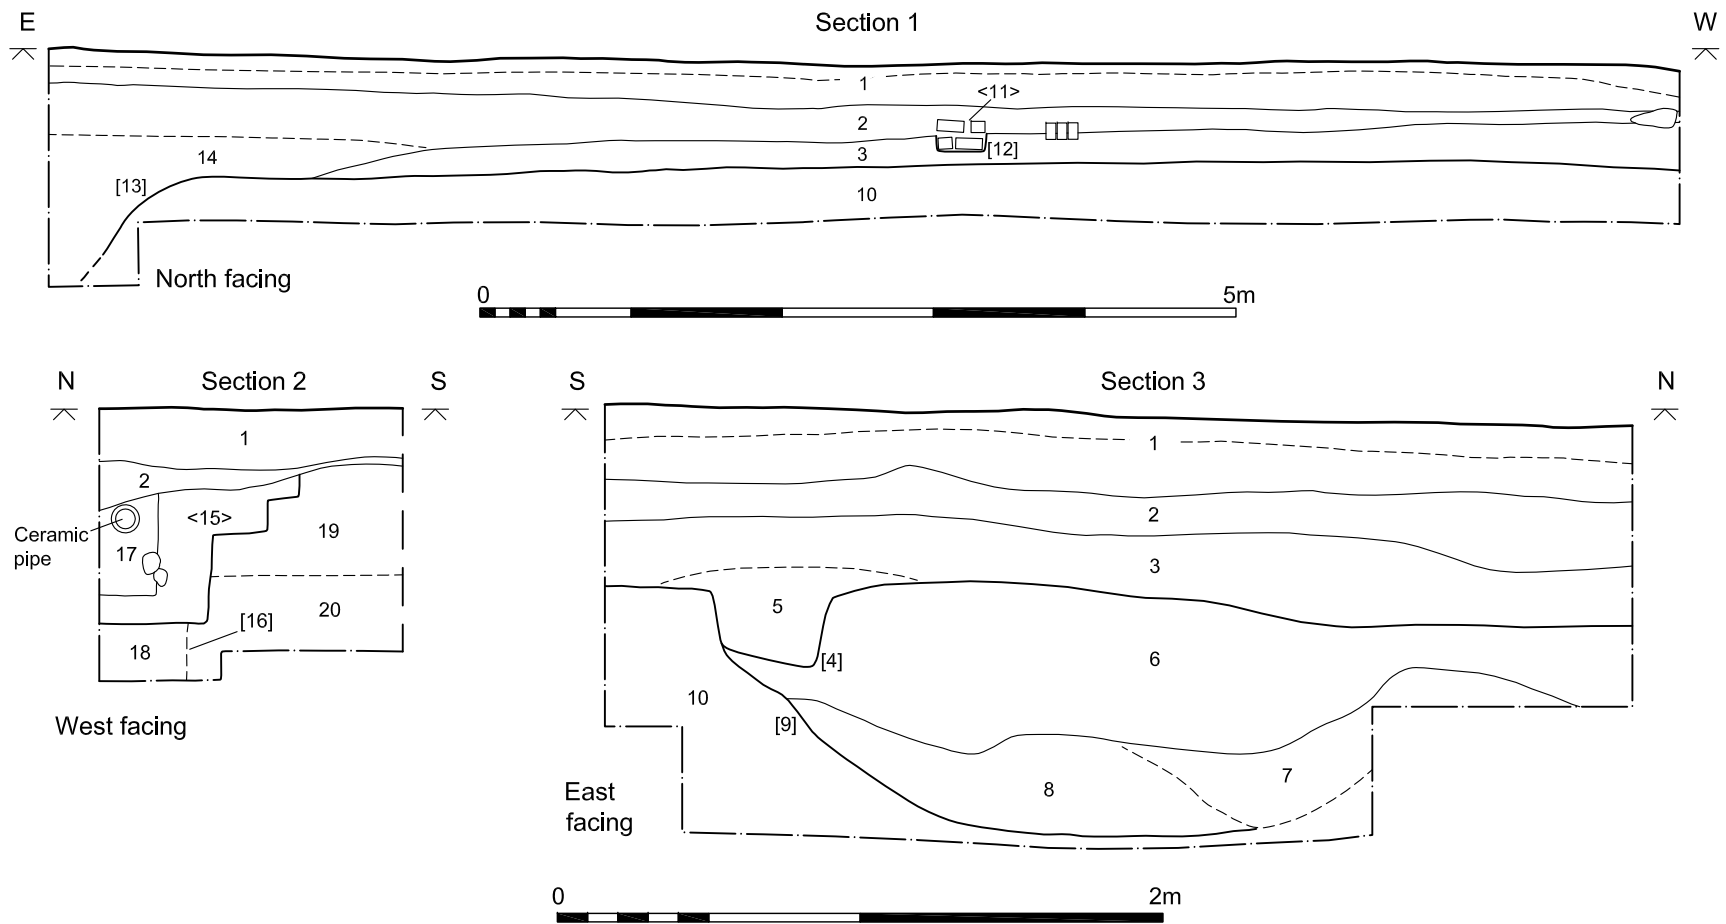 E
Section 1
W
1
<11>
2
3
[12]
14
[13]
10
North facing
0
5m
N
Section 2
S
1
2
<15>
Ceramic
pipe
17
19
20
[16]
18
West facing
S
Section 3
N
1
2
3
5
[4]
6
10
[9]
7
8
East
facing
0
2m